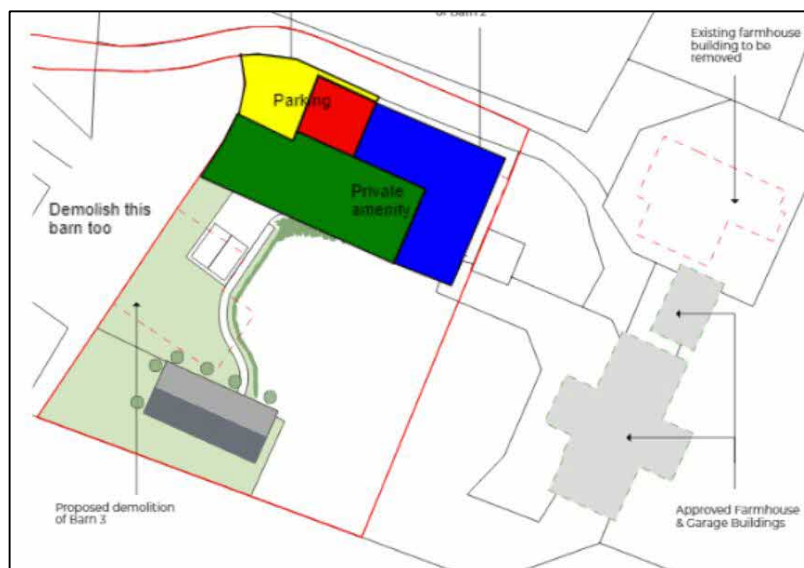 of Barn 2
Existing farmhouse
building to be
removed
Parking
Private
amenity
Demolish this
barn too
Proposed demolition
of Barn 3
Approved Farmhouse
& Garage Buildings